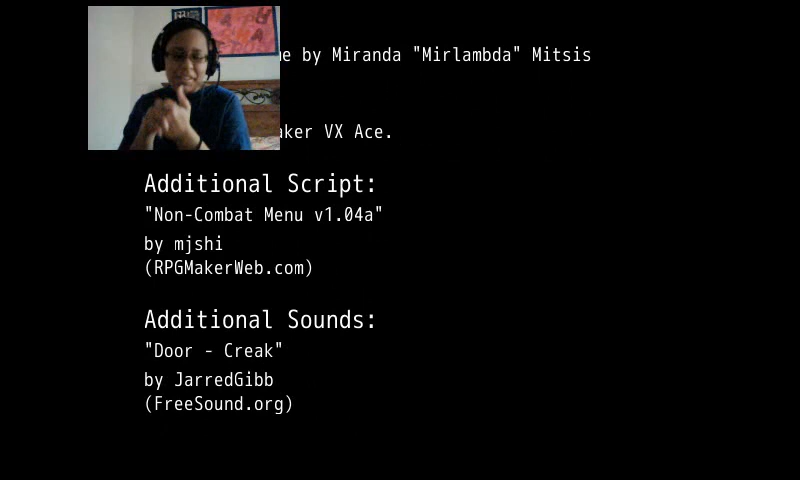 by Miranda "Mirlambda" Mitsis
VX Ace.
Additional Script:
"Non-Combat Menu v1.04a"
by mjshi
(RPGMakerWeb.com)
Additional Sounds:
"Door - Creak"
by JarredGibb
(FreeSound.org)